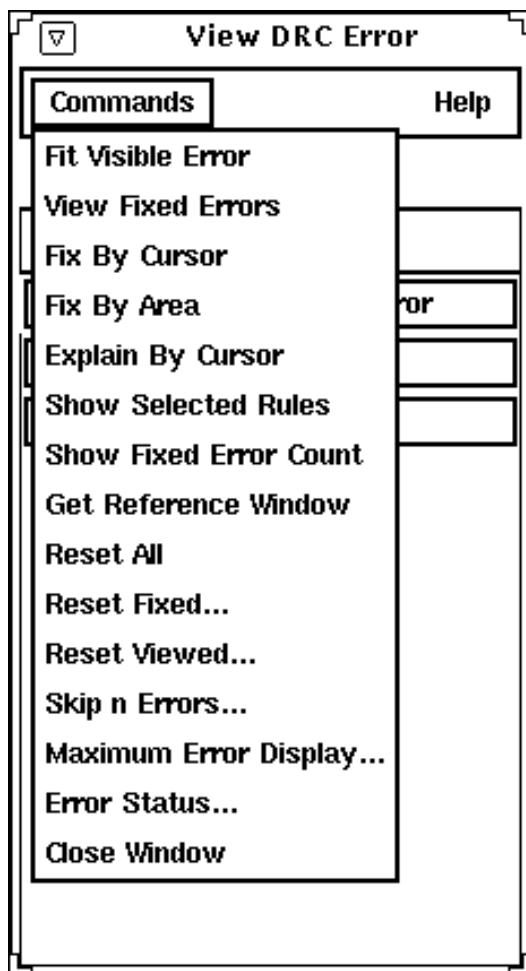 View DRC Error
Commands Help
Fit Visible Error
View Fixed Errors
Fix By Cursor
Fix By Area
Explain By Cursor
Show Selected Rules
Show Fixed Error Count
Get Reference Window
Reset All
Reset Fixed...
Reset Viewed...
Skip n Errors...
Maximum Error Display...
Error Status...
Close Window